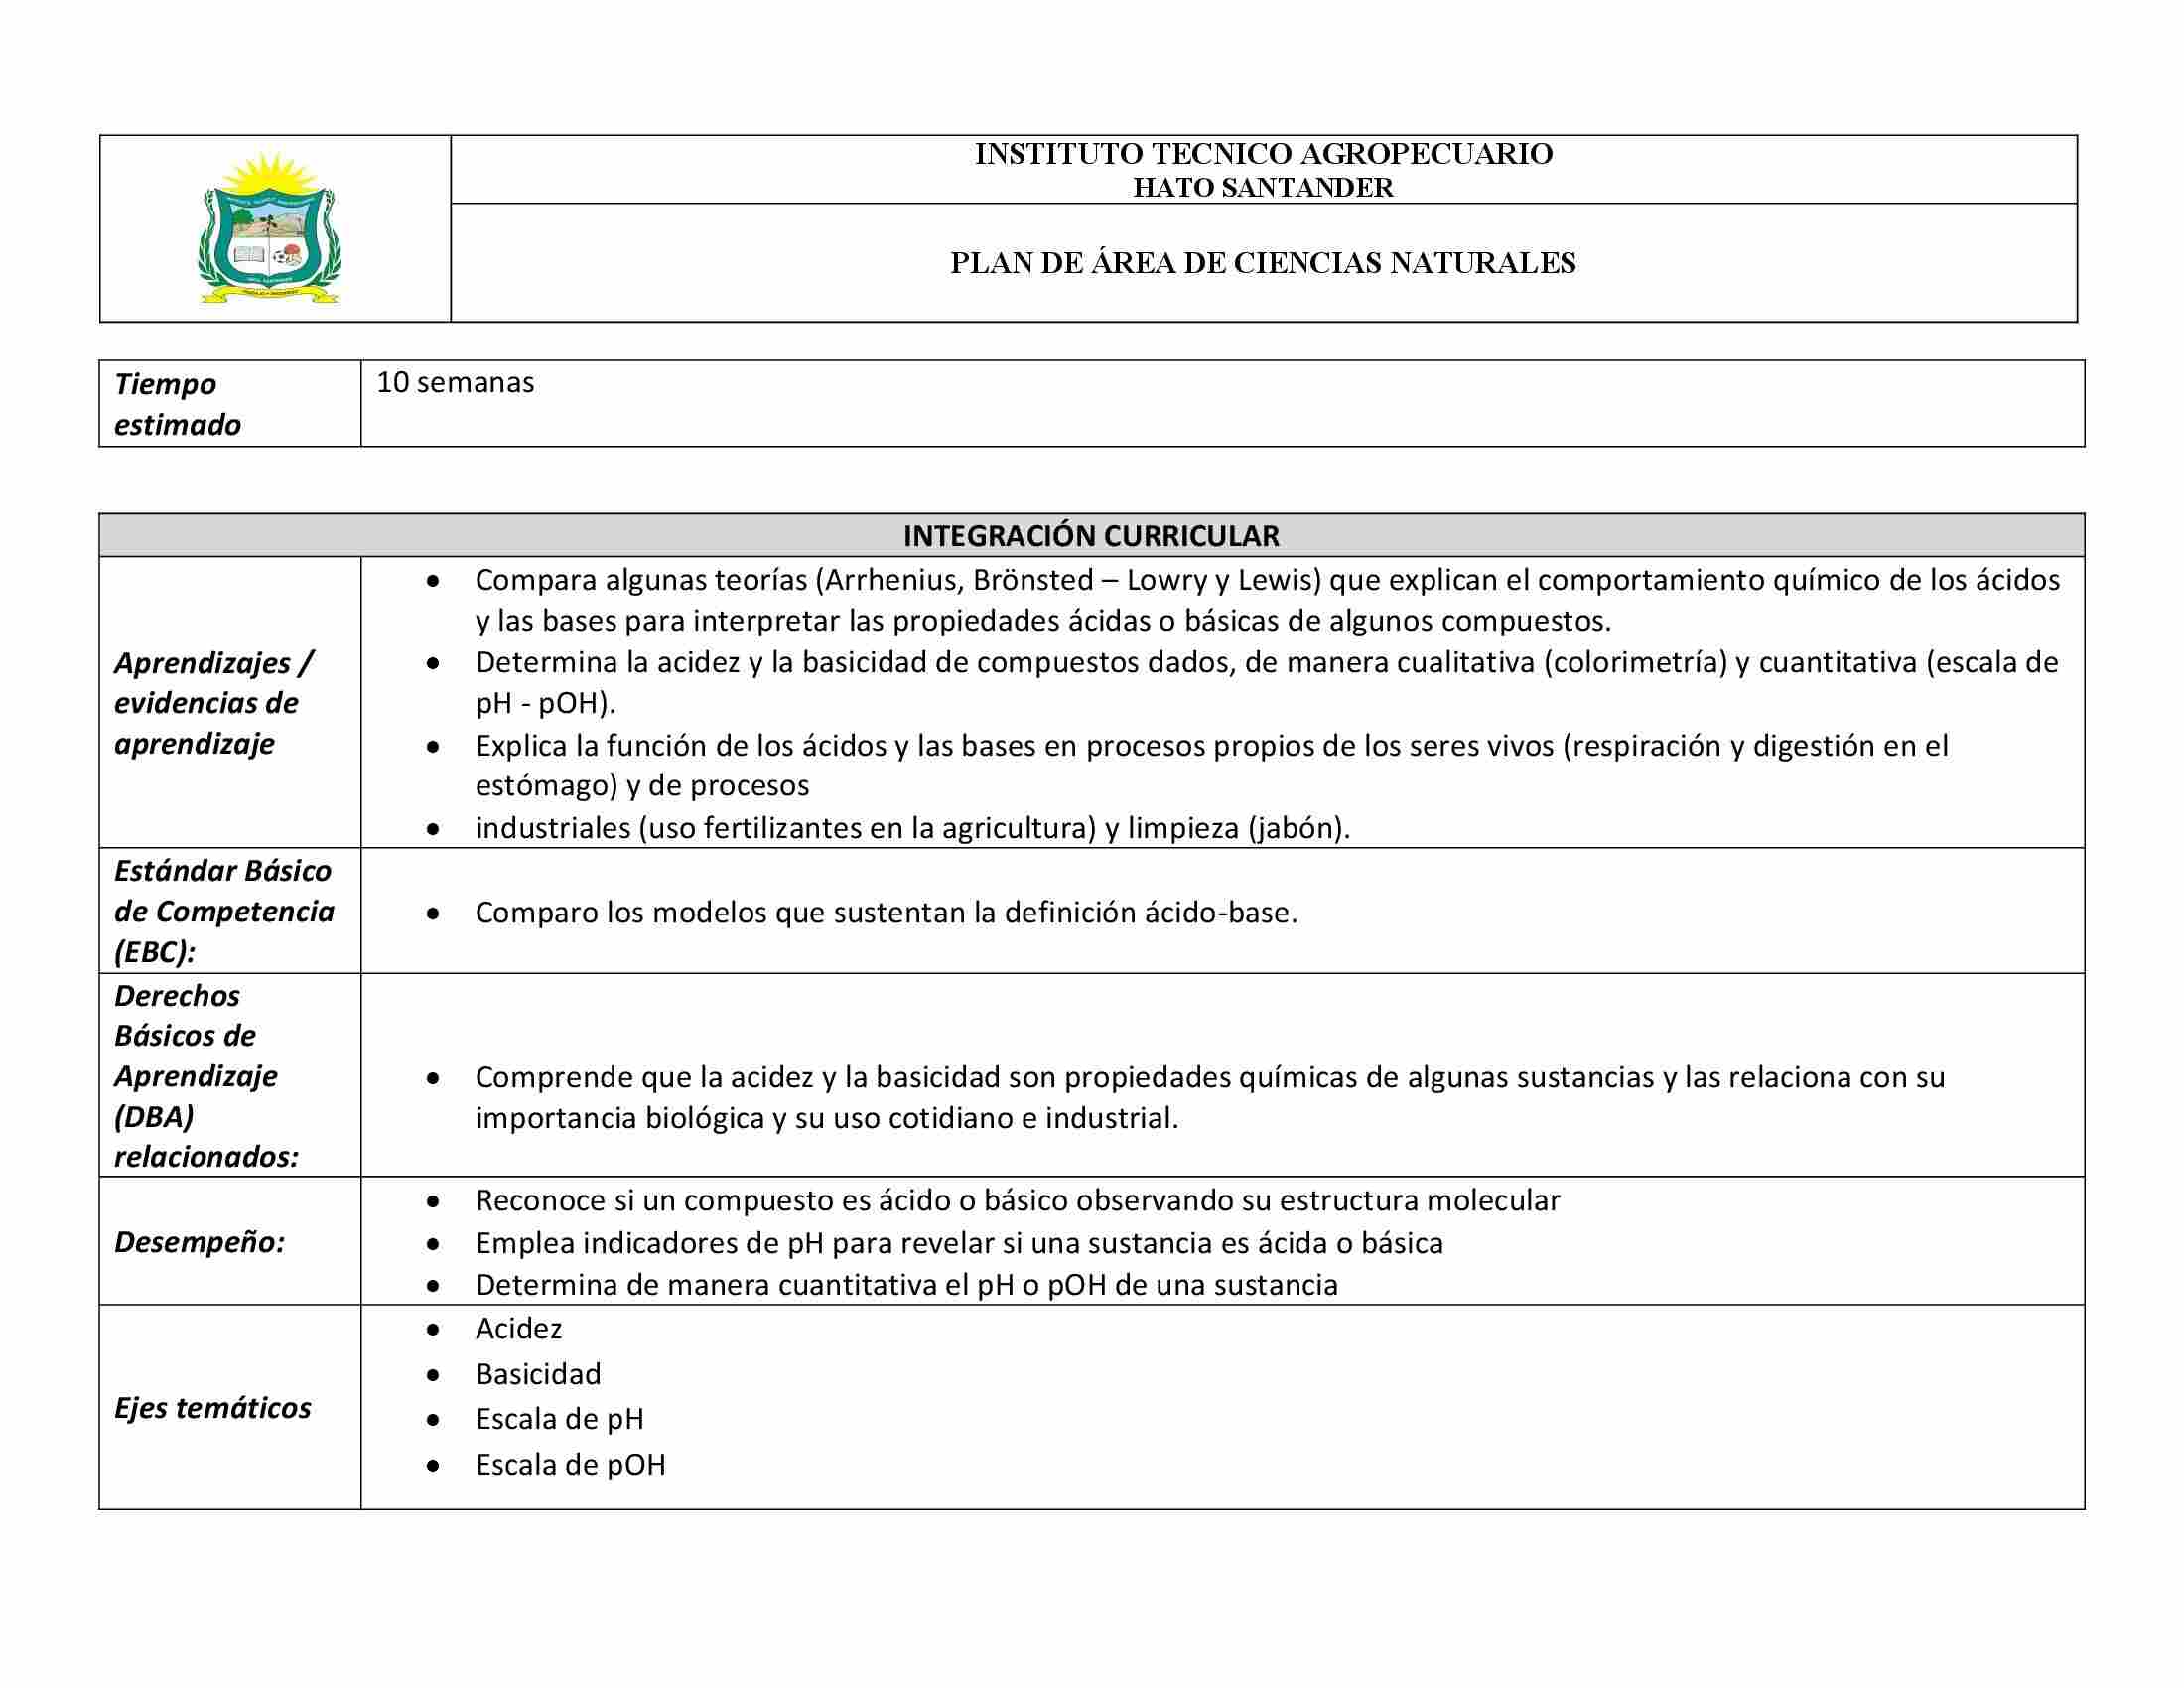 INSTITUTO TECNICO AGROPECUARIO
HATO SANTANDER
PLAN DE ÁREA DE CIENCIAS NATURALES
Tiempo
estimado
10 semanas
INTEGRACIÓN CURRICULAR
Aprendizajes /
evidencias de
aprendizaje
• Compara algunas teorías (Arrhenius, Brönsted – Lowry y Lewis) que explican el comportamiento químico de los ácidos
y las bases para interpretar las propiedades ácidas o básicas de algunos compuestos.
• Determina la acidez y la basicidad de compuestos dados, de manera cualitativa (colorimetría) y cuantitativa (escala de
pH - pOH).
• Explica la función de los ácidos y las bases en procesos propios de los seres vivos (respiración y digestión en el
estómago) y de procesos
• industriales (uso fertilizantes en la agricultura) y limpieza (jabón).
Estándar Básico
de Competencia
(EBC):
• Comparo los modelos que sustentan la definición ácido-base.
Derechos
Básicos de
Aprendizaje
(DBA)
relacionados:
• Comprende que la acidez y la basicidad son propiedades químicas de algunas sustancias y las relaciona con su
importancia biológica y su uso cotidiano e industrial.
Desempeño:
• Reconoce si un compuesto es ácido o básico observando su estructura molecular
• Emplea indicadores de pH para revelar si una sustancia es ácida o básica
• Determina de manera cuantitativa el pH o pOH de una sustancia
Ejes temáticos
• Acidez
• Basicidad
• Escala de pH
• Escala de pOH